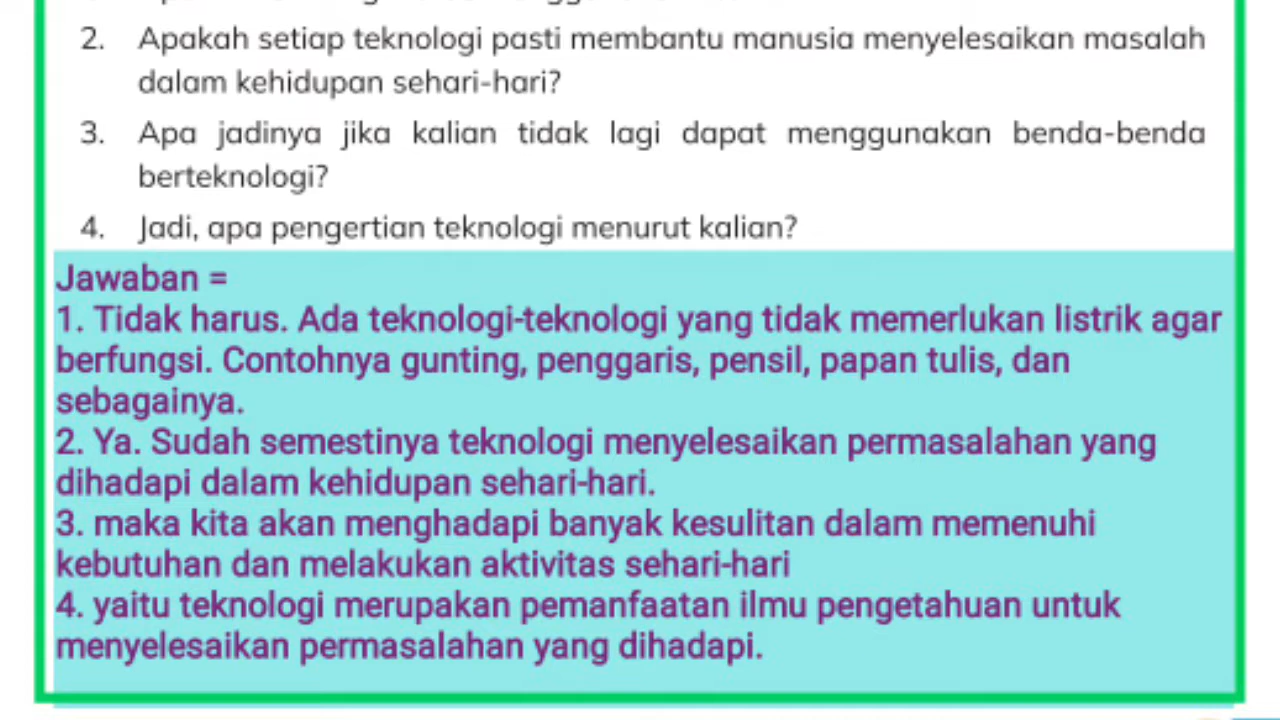 2. Apakah setiap teknologi pasti membantu manusia menyelesaikan masalah
dalam kehidupan sehari-hari?
3. Apa jadinya jika kalian tidak lagi dapat menggunakan benda-benda
berteknologi?
4. Jadi, apa pengertian teknologi menurut kalian?
Jawaban =
1. Tidak harus. Ada teknologi-teknologi yang tidak memerlukan listrik agar
berfungsi. Contohnya gunting, penggaris, pensil, papan tulis, dan
sebagainya.
2. Ya. Sudah semestinya teknologi menyelesaikan permasalahan yang
dihadapi dalam kehidupan sehari-hari.
3. maka kita akan menghadapi banyak kesulitan dalam memenuhi
kebutuhan dan melakukan aktivitas sehari-hari
4. yaitu teknologi merupakan pemanfaatan ilmu pengetahuan untuk
menyelesaikan permasalahan yang dihadapi.